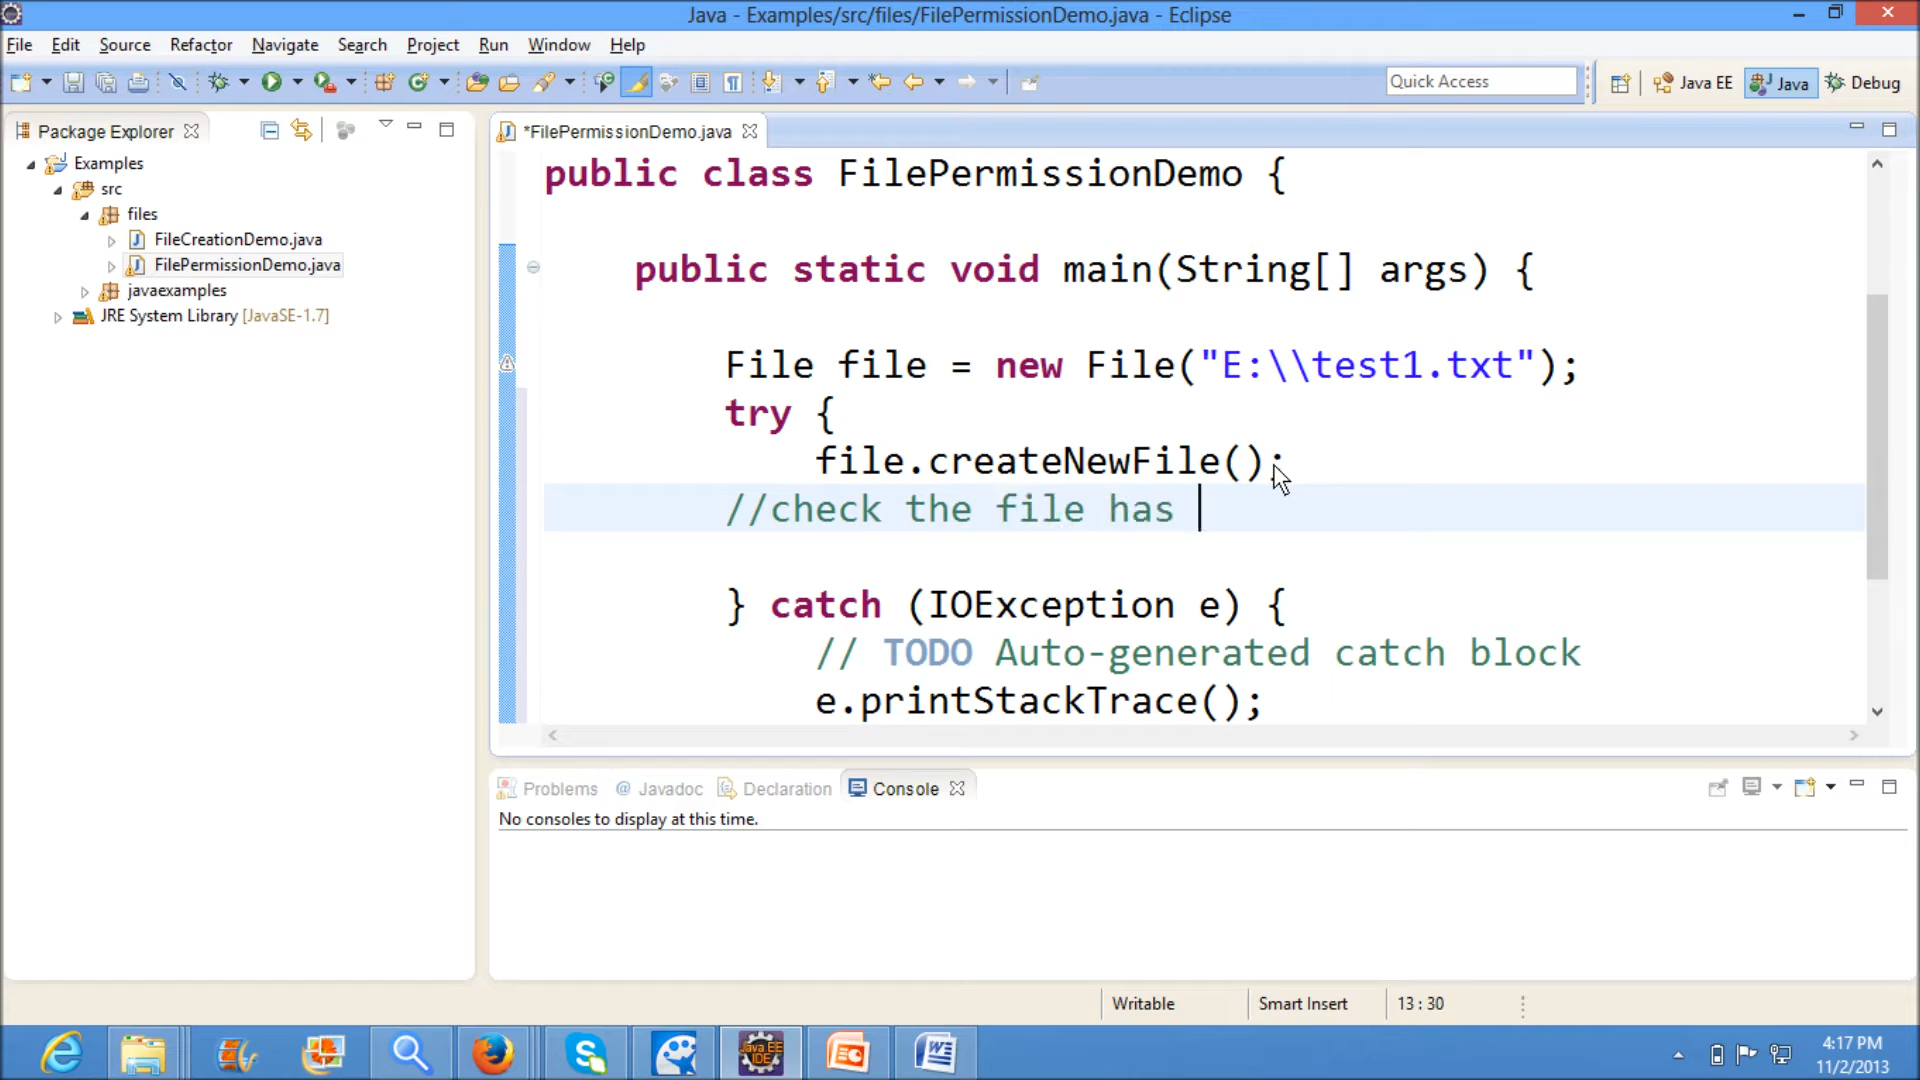 Java - Examples/src/files/FilePermissionDemo.java - Eclipse
File Edit Source Refactor Navigate Search Project Run Window Help
Quick Access
Java EE
Java
Debug
Package Explorer
Examples
src
files
FileCreationDemo.java
FilePermissionDemo.java
javaexamples
JRE System Library [JavaSE-1.7]
*FilePermissionDemo.java
public class FilePermissionDemo {
public static void main(String[] args) {
File file = new File("E:\\test1.txt");
try {
file.createNewFile();
//check the file has
} catch (IOException e) {
// TODO Auto-generated catch block
e.printStackTrace();
Problems @ Javadoc Declaration Console
No consoles to display at this time.
Writable Smart Insert 13 : 30
Java EE
IDE
4:17 PM
11/2/2013